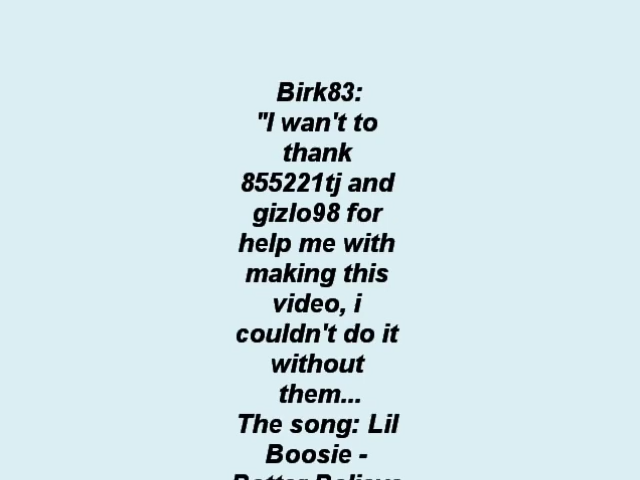 Birk83:
"I wan't to
thank
855221tj and
gizlo98 for
help me with
making this
video, i
couldn't do it
without
them...
The song: Lil
Boosie -
Better Believe